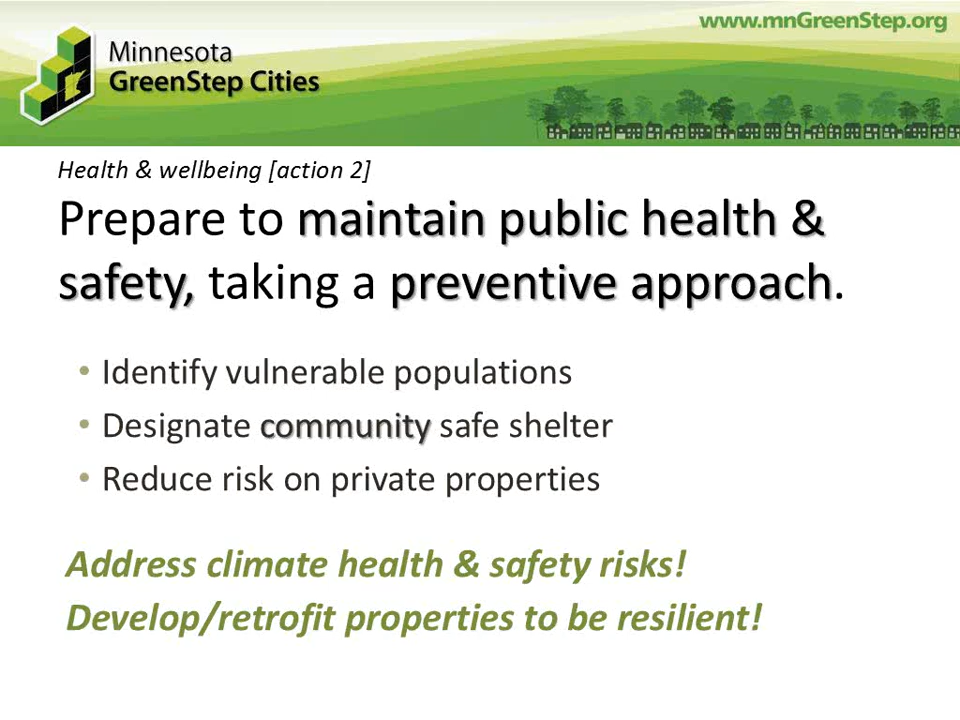 www.mnGreenStep.org
Minnesota
GreenStep Cities
Health & wellbeing [action 2]
Prepare to maintain public health &
safety, taking a preventive approach.
• Identify vulnerable populations
• Designate community safe shelter
• Reduce risk on private properties
Address climate health & safety risks!
Develop/retrofit properties to be resilient!